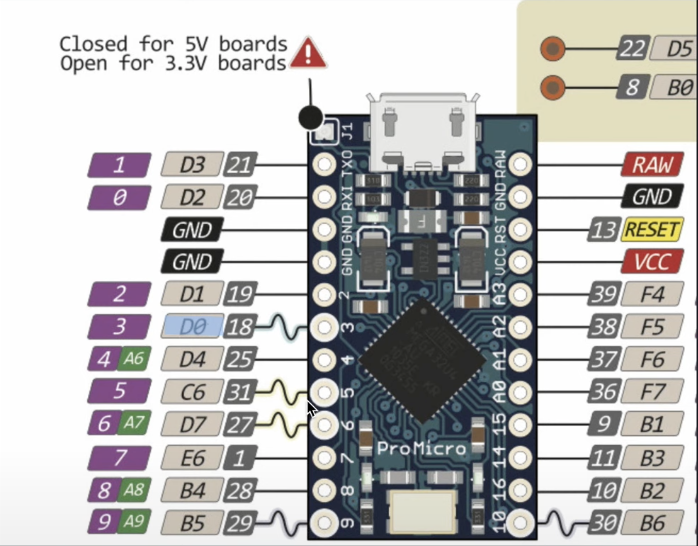 Closed for 5V boards
Open for 3.3V boards
!
22 D5
8 B0
J1
1 D3 21 TXO RAW RAW
0 D2 20 RXI GND GND
GND GND RST 13 RESET
GND GND VCC VCC
2 D1 19 2 A3 39 F4
3 D0 18 3 A2 38 F5
4 A6 D4 25 4 A1 37 F6
5 C6 31 5 A0 36 F7
6 A7 D7 27 6 15 9 B1
ProMicro
7 E6 1 7 14 11 B3
8 A8 B4 28 8 16 10 B2
9 A9 B5 29 9 10 30 B6